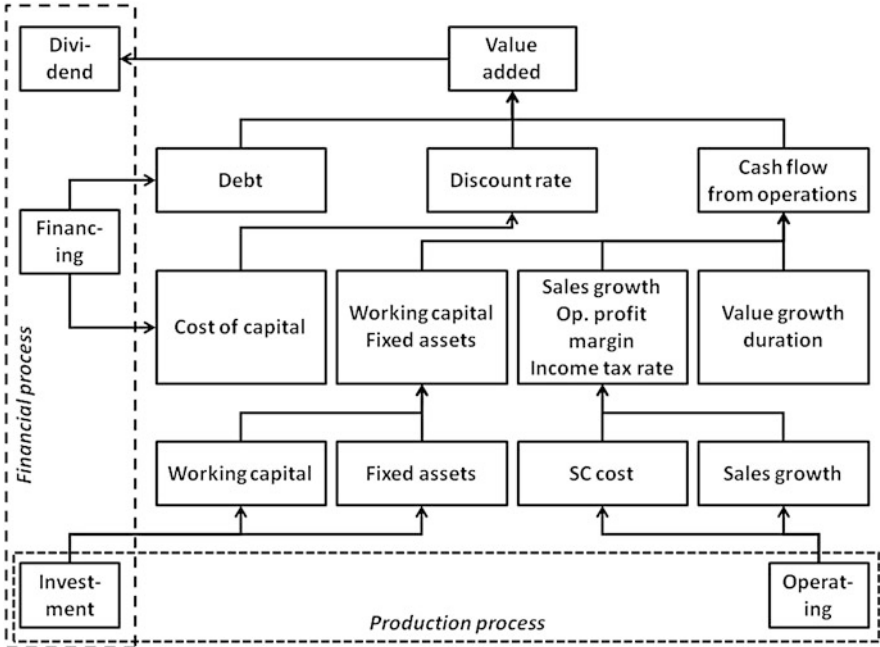 Divi-
dend
Value
added
Debt
Discount rate
Cash flow
from operations
Financ-
ing
Cost of capital
Working capital
Fixed assets
Sales growth
Op. profit
margin
Income tax rate
Value growth
duration
Financial process
Working capital
Fixed assets
SC cost
Sales growth
Invest-
ment
Operat-
ing
Production process